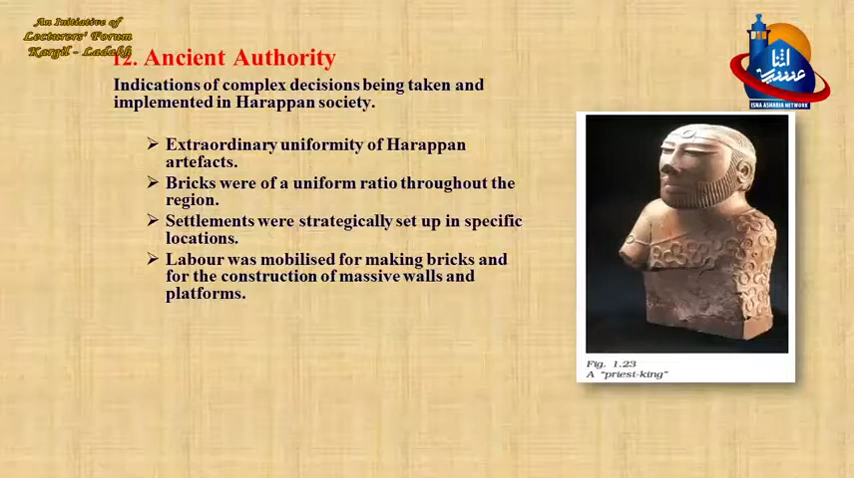 An Initiative of
Lecturers' Forum
Kargil - Ladakh
12. Ancient Authority
Indications of complex decisions being taken and
implemented in Harappan society.
➢ Extraordinary uniformity of Harappan
artefacts.
➢ Bricks were of a uniform ratio throughout the
region.
➢ Settlements were strategically set up in specific
locations.
➢ Labour was mobilised for making bricks and
for the construction of massive walls and
platforms.
اثنا
عشریہ
ISNA ASHARIA NETWORK
Fig. 1.23
A "priest-king"